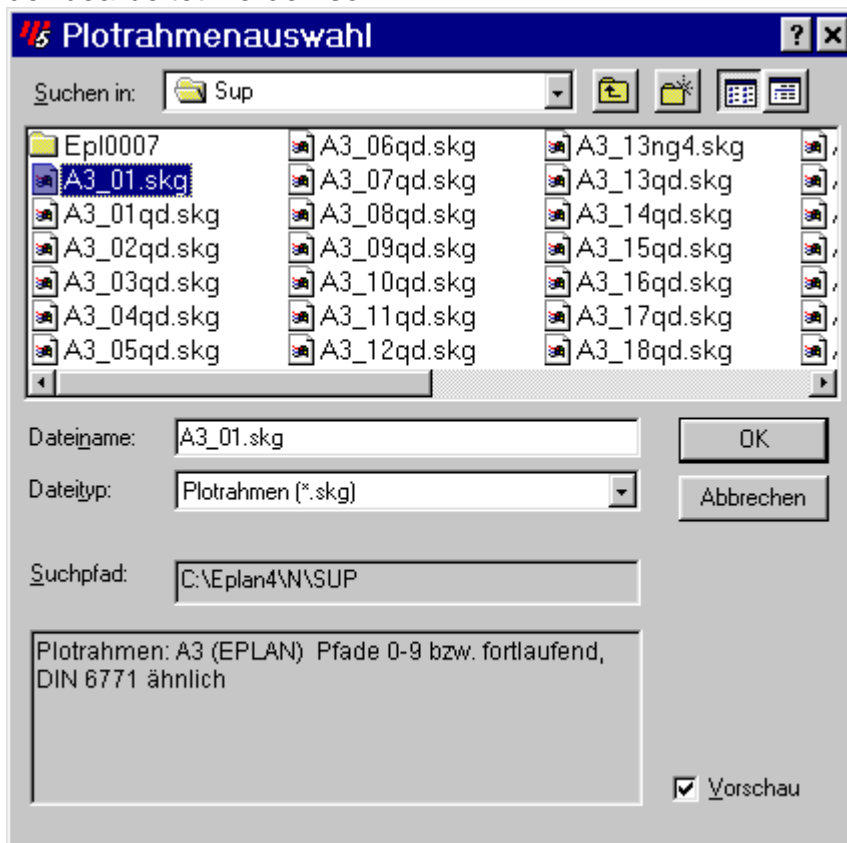 Plotrahmenauswahl
Suchen in: Sup
Epl0007 A3_06qd.skg A3_13ng4.skg
A3_01.skg A3_07qd.skg A3_13qd.skg
A3_01qd.skg A3_08qd.skg A3_14qd.skg
A3_02qd.skg A3_09qd.skg A3_15qd.skg
A3_03qd.skg A3_10qd.skg A3_16qd.skg
A3_04qd.skg A3_11qd.skg A3_17qd.skg
A3_05qd.skg A3_12qd.skg A3_18qd.skg
Dateiname: A3_01.skg OK
Dateityp: Plotrahmen (*.skg) Abbrechen
Suchpfad: C:\Eplan4\N\SUP
Plotrahmen: A3 (EPLAN) Pfade 0-9 bzw. fortlaufend,
DIN 6771 ähnlich
Vorschau